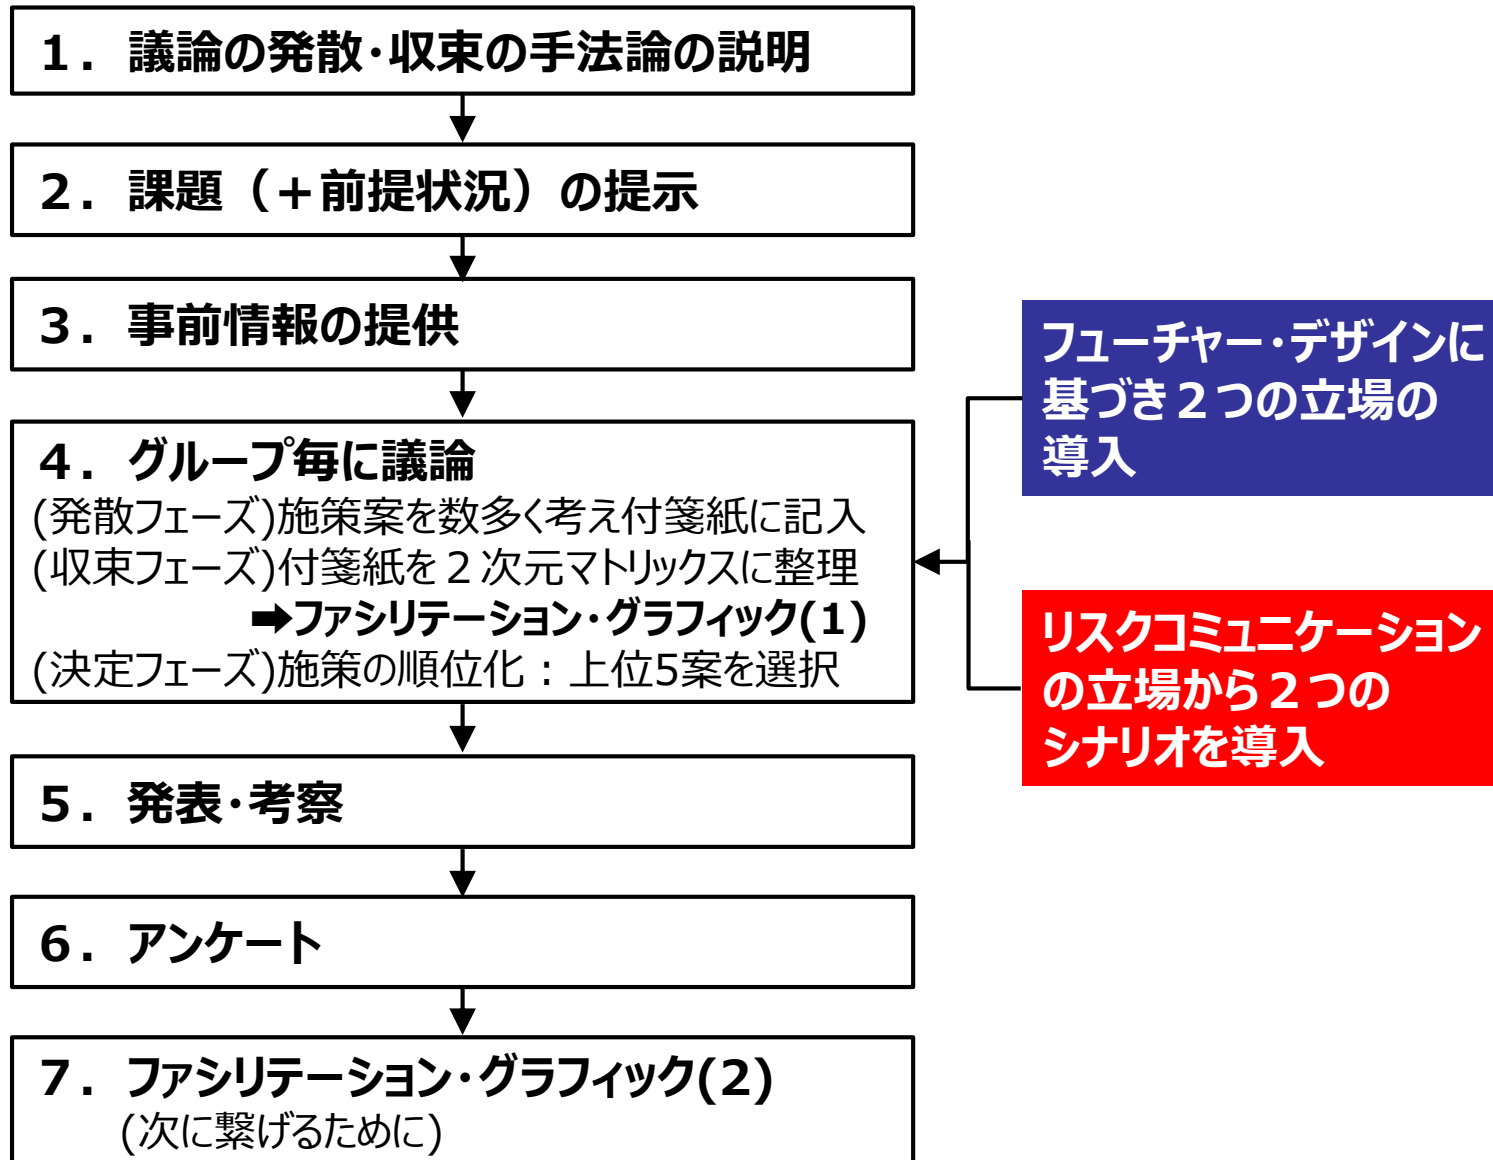 １．議論の発散・収束の手法論の説明
２．課題（＋前提状況）の提示
３．事前情報の提供
４．グループ毎に議論
(発散フェーズ)施策案を数多く考え付箋紙に記入
(収束フェーズ)付箋紙を２次元マトリックスに整理
➡ファシリテーション・グラフィック(1)
(決定フェーズ)施策の順位化：上位5案を選択
５．発表・考察
６．アンケート
７．ファシリテーション・グラフィック(2)
(次に繋げるために)
フューチャー・デザインに
基づき２つの立場の
導入
リスクコミュニケーション
の立場から２つの
シナリオを導入